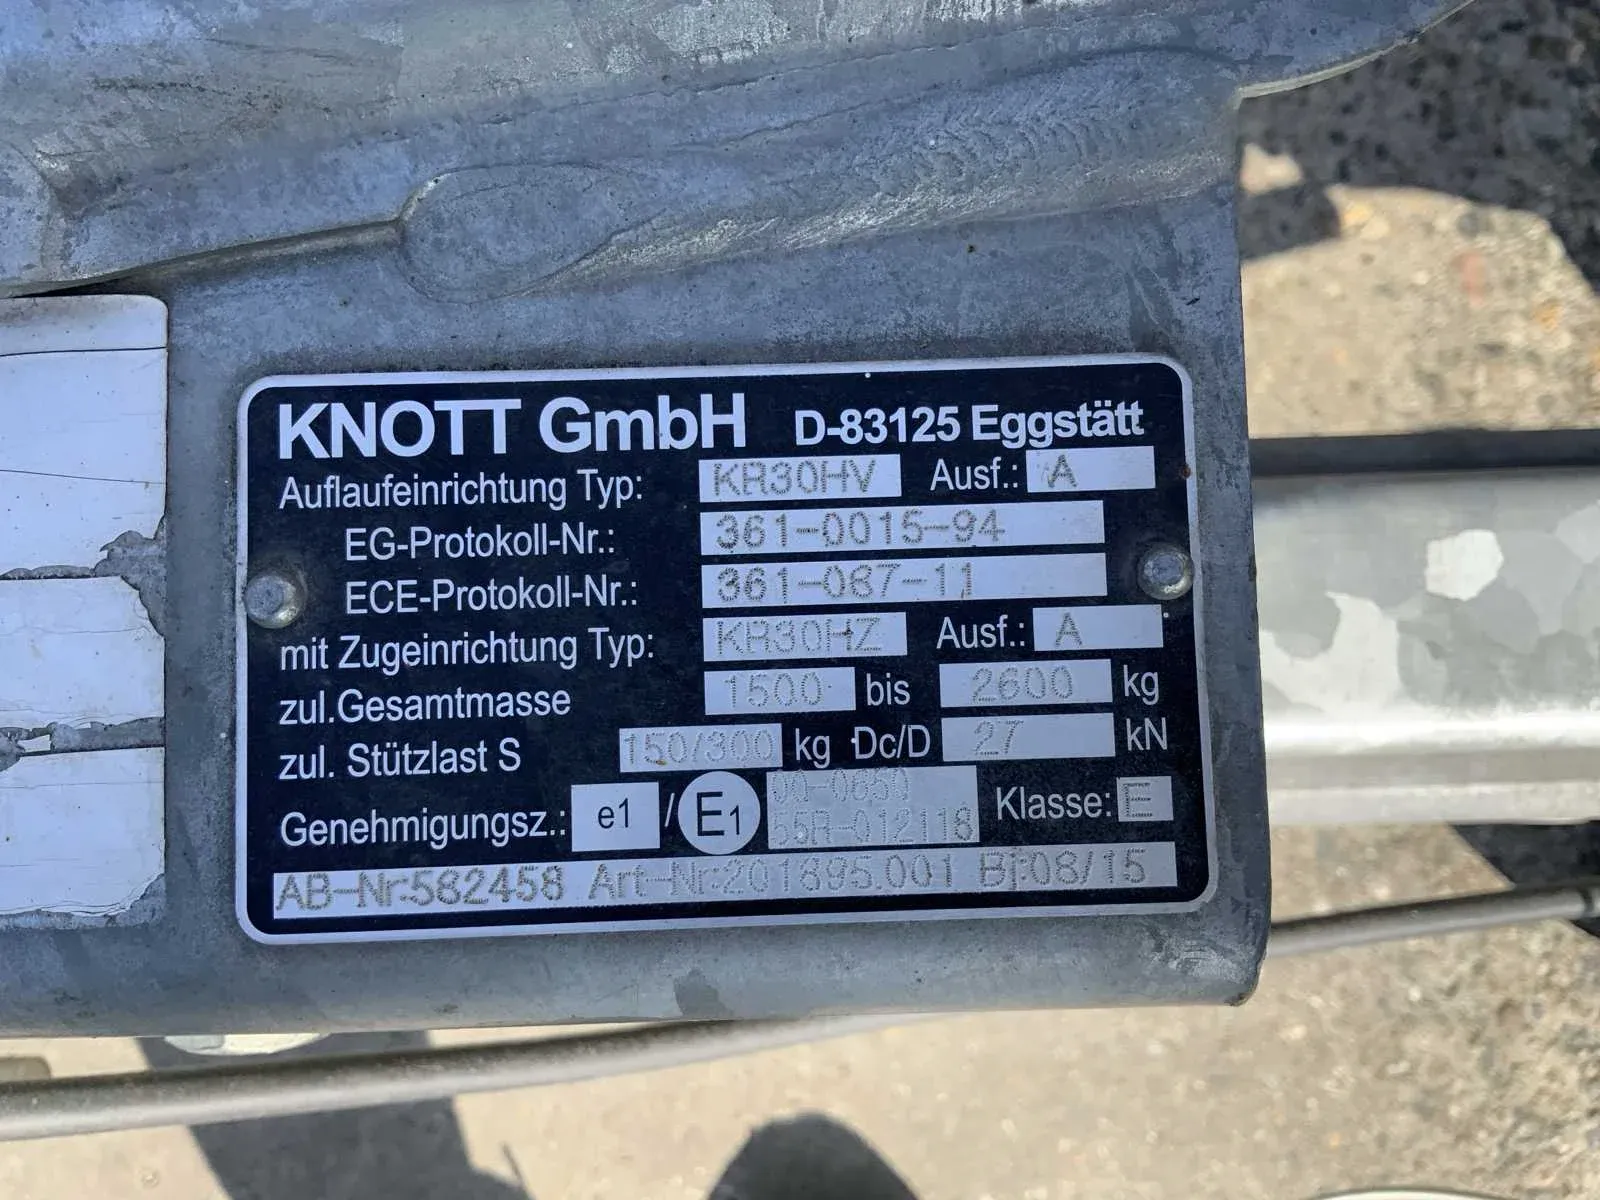 KNOTT GmbH D-83125 Eggstätt
Auflaufeinrichtung Typ: KR30HV Ausf.: A
EG-Protokoll-Nr.: 361-0015-94
ECE-Protokoll-Nr.: 361-087-11
mit Zugeinrichtung Typ: KR30HZ Ausf.: A
zul.Gesamtmasse 1500 bis 2600 kg
zul. Stützlast S 150/300 kg Dc/D 27 kN
Genehmigungsz.: e1 / E1 00-0650 Klasse: E
55R-012118
AB-Nr:582458 Art-Nr:201895.001 Bj:08/15